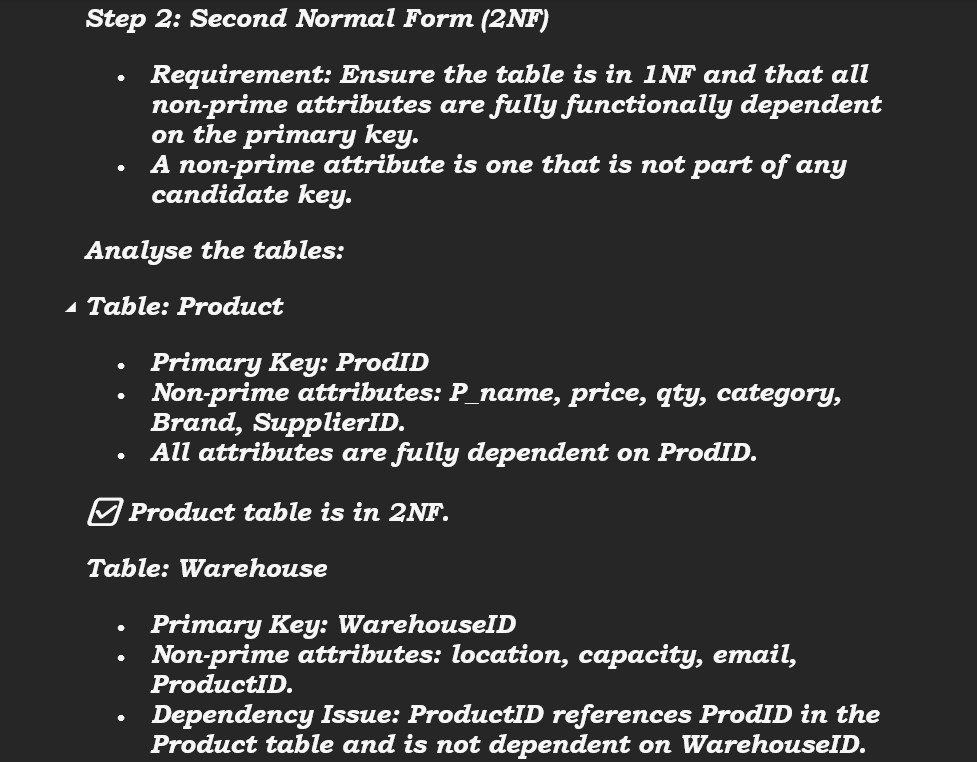 Step 2: Second Normal Form (2NF)
• Requirement: Ensure the table is in 1NF and that all
non-prime attributes are fully functionally dependent
on the primary key.
• A non-prime attribute is one that is not part of any
candidate key.
Analyse the tables:
Table: Product
• Primary Key: ProdID
• Non-prime attributes: P_name, price, qty, category,
Brand, SupplierID.
• All attributes are fully dependent on ProdID.
Product table is in 2NF.
Table: Warehouse
• Primary Key: WarehouseID
• Non-prime attributes: location, capacity, email,
ProductID.
• Dependency Issue: ProductID references ProdID in the
Product table and is not dependent on WarehouseID.